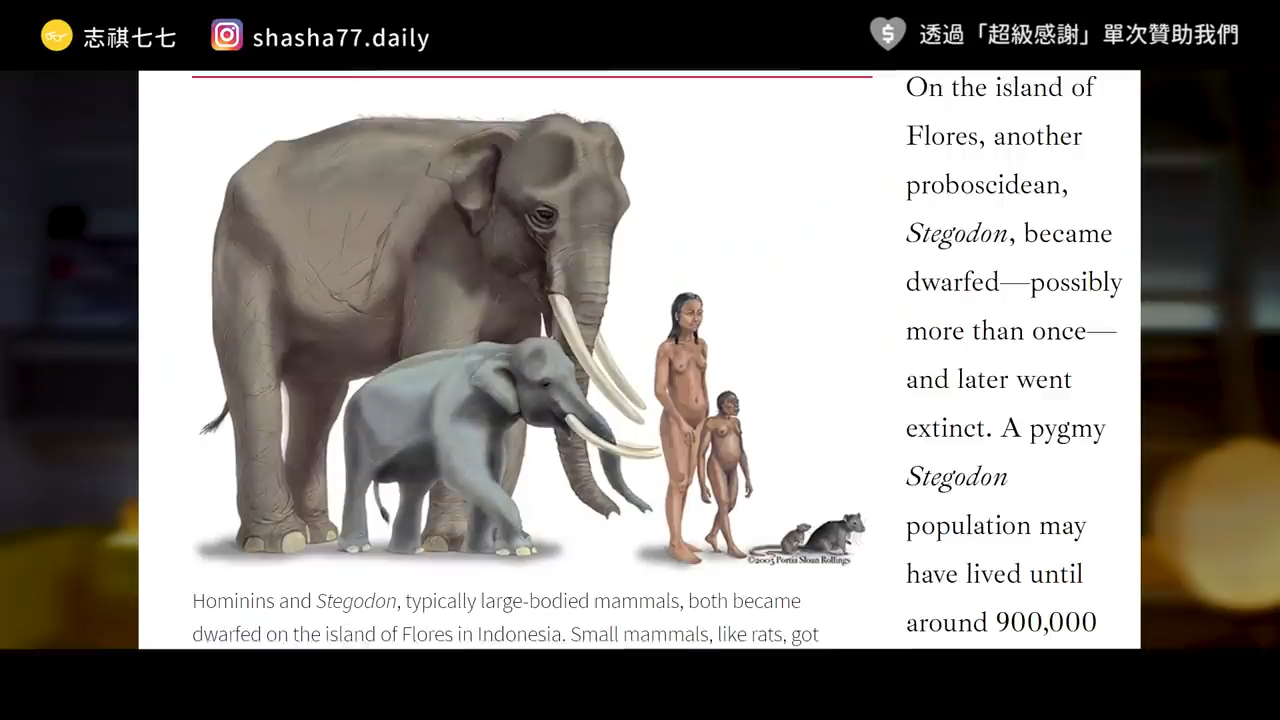 志祺七七
shasha77.daily
透過「超級感謝」單次贊助我們
On the island of
Flores, another
proboscidean,
Stegodon, became
dwarfed—possibly
more than once—
and later went
extinct. A pygmy
Stegodon
population may
have lived until
around 900,000
©2005 Portia Sloan Rollings
Hominins and Stegodon, typically large-bodied mammals, both became
dwarfed on the island of Flores in Indonesia. Small mammals, like rats, got